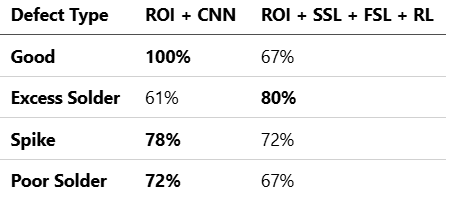 Defect Type ROI + CNN ROI + SSL + FSL + RL
Good 100% 67%
Excess Solder 61% 80%
Spike 78% 72%
Poor Solder 72% 67%